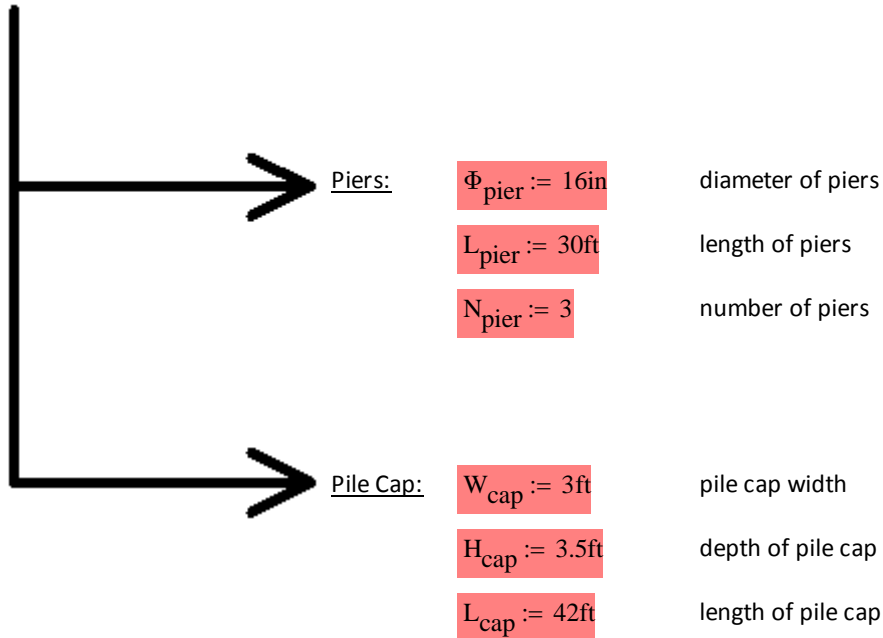 Piers: Φpier := 16in diameter of piers
Lpier := 30ft length of piers
Npier := 3 number of piers
Pile Cap: Wcap := 3ft pile cap width
Hcap := 3.5ft depth of pile cap
Lcap := 42ft length of pile cap